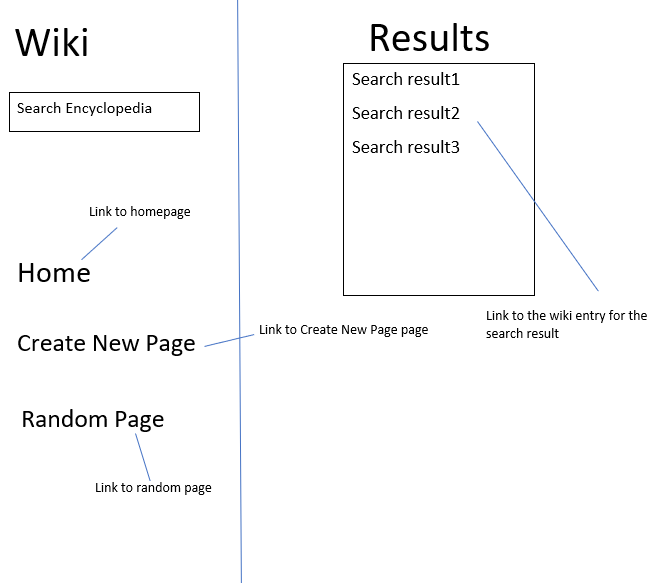 Wiki
Search Encyclopedia
Link to homepage
Home
Create New Page
Random Page
Link to random page
Results
Search result1
Search result2
Search result3
Link to the wiki entry for the
search result
Link to Create New Page page